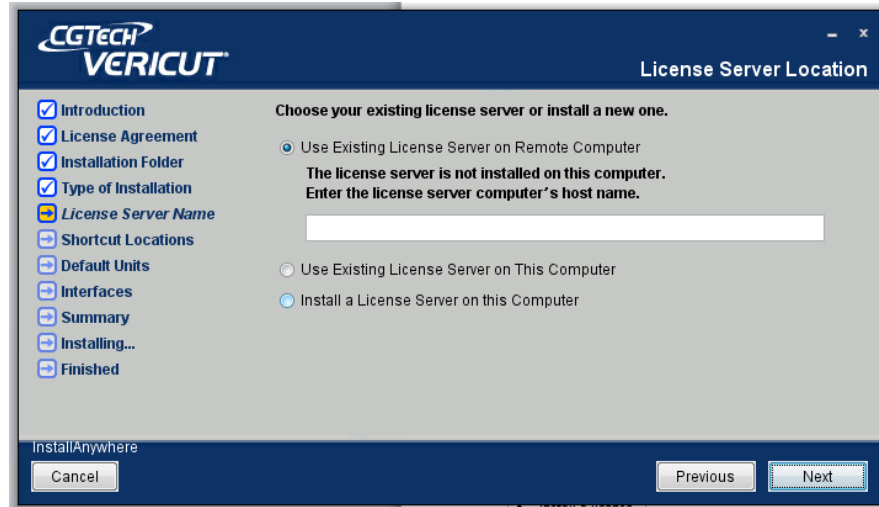 CGTECH
VERICUT
License Server Location
Introduction
License Agreement
Installation Folder
Type of Installation
License Server Name
Shortcut Locations
Default Units
Interfaces
Summary
Installing...
Finished
Choose your existing license server or install a new one.
Use Existing License Server on Remote Computer
The license server is not installed on this computer.
Enter the license server computer's host name.
Use Existing License Server on This Computer
Install a License Server on this Computer
InstallAnywhere
Cancel
Previous
Next